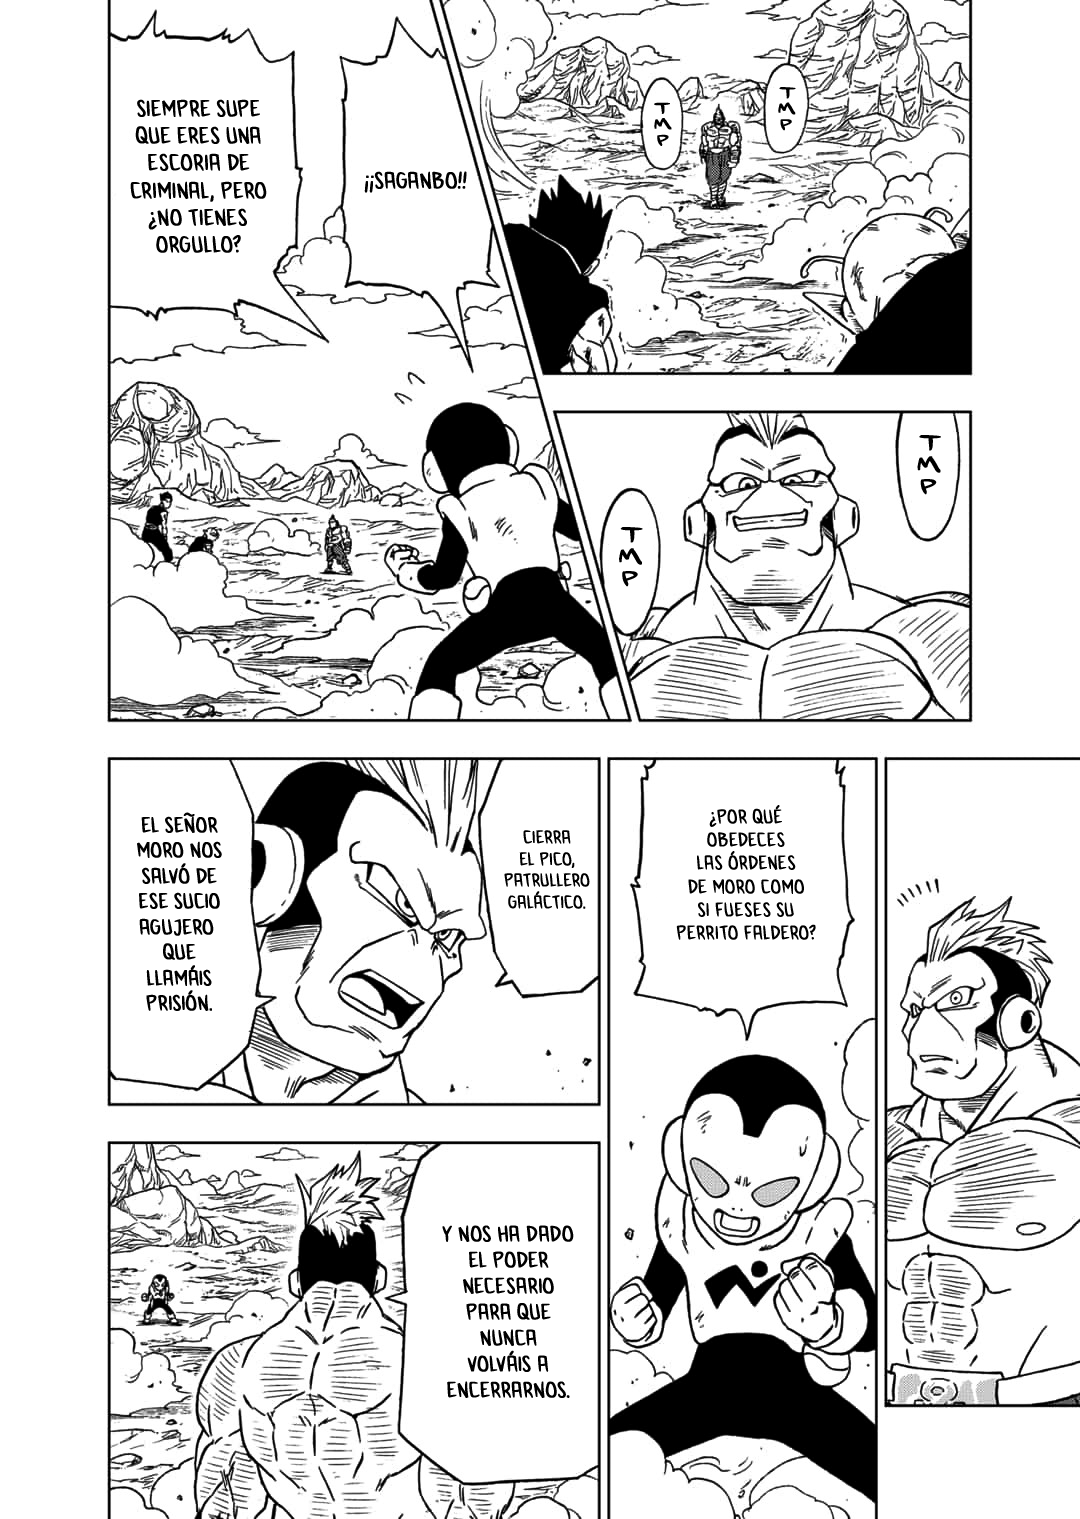 TMP
TMP
¡¡SAGANBO!!
SIEMPRE SUPE
QUE ERES UNA
ESCORIA DE
CRIMINAL, PERO
¿NO TIENES
ORGULLO?
TMP
TMP
¿POR QUÉ
OBEDECES
LAS ÓRDENES
DE MORO COMO
SI FUESES SU
PERRITO FALDERO?
CIERRA
EL PICO,
PATRULLERO
GALÁCTICO.
EL SEÑOR
MORO NOS
SALVÓ DE
ESE SUCIO
AGUJERO
QUE
LLAMÁIS
PRISIÓN.
Y NOS HA DADO
EL PODER
NECESARIO
PARA QUE
NUNCA
VOLVÁIS A
ENCERRARNOS.